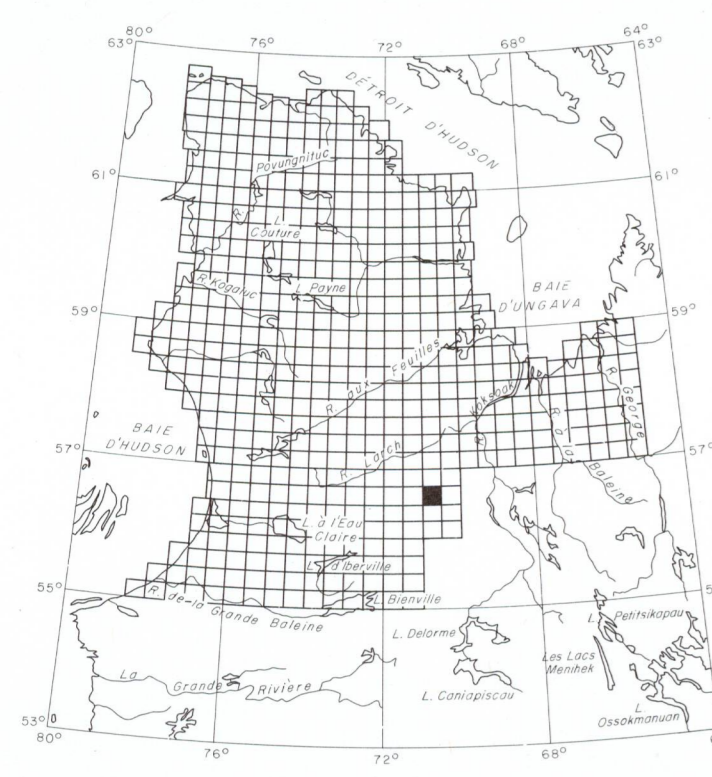 80°
63°
76°
72°
68°
64°
63°
DÉTROIT D'HUDSON
Povungnituc
R.
61°
61°
L.
Couture
R. Kogaluc
L. Payne
BAIE
D'UNGAVA
59°
59°
R. aux Feuilles
Koksoak
R.
R. George
R. à la Baleine
BAIE
D'HUDSON
57°
57°
R. Larch
L. à l'Eau
Claire
L. d'Iberville
55°
R. de-la Grande Baleine
L. Bienville
L. Delorme
L. Petitsikapau
Les Lacs
Menihek
La Grande Rivière
L. Caniapiscau
L.
Ossokmanuan
53°
80°
76°
72°
68°